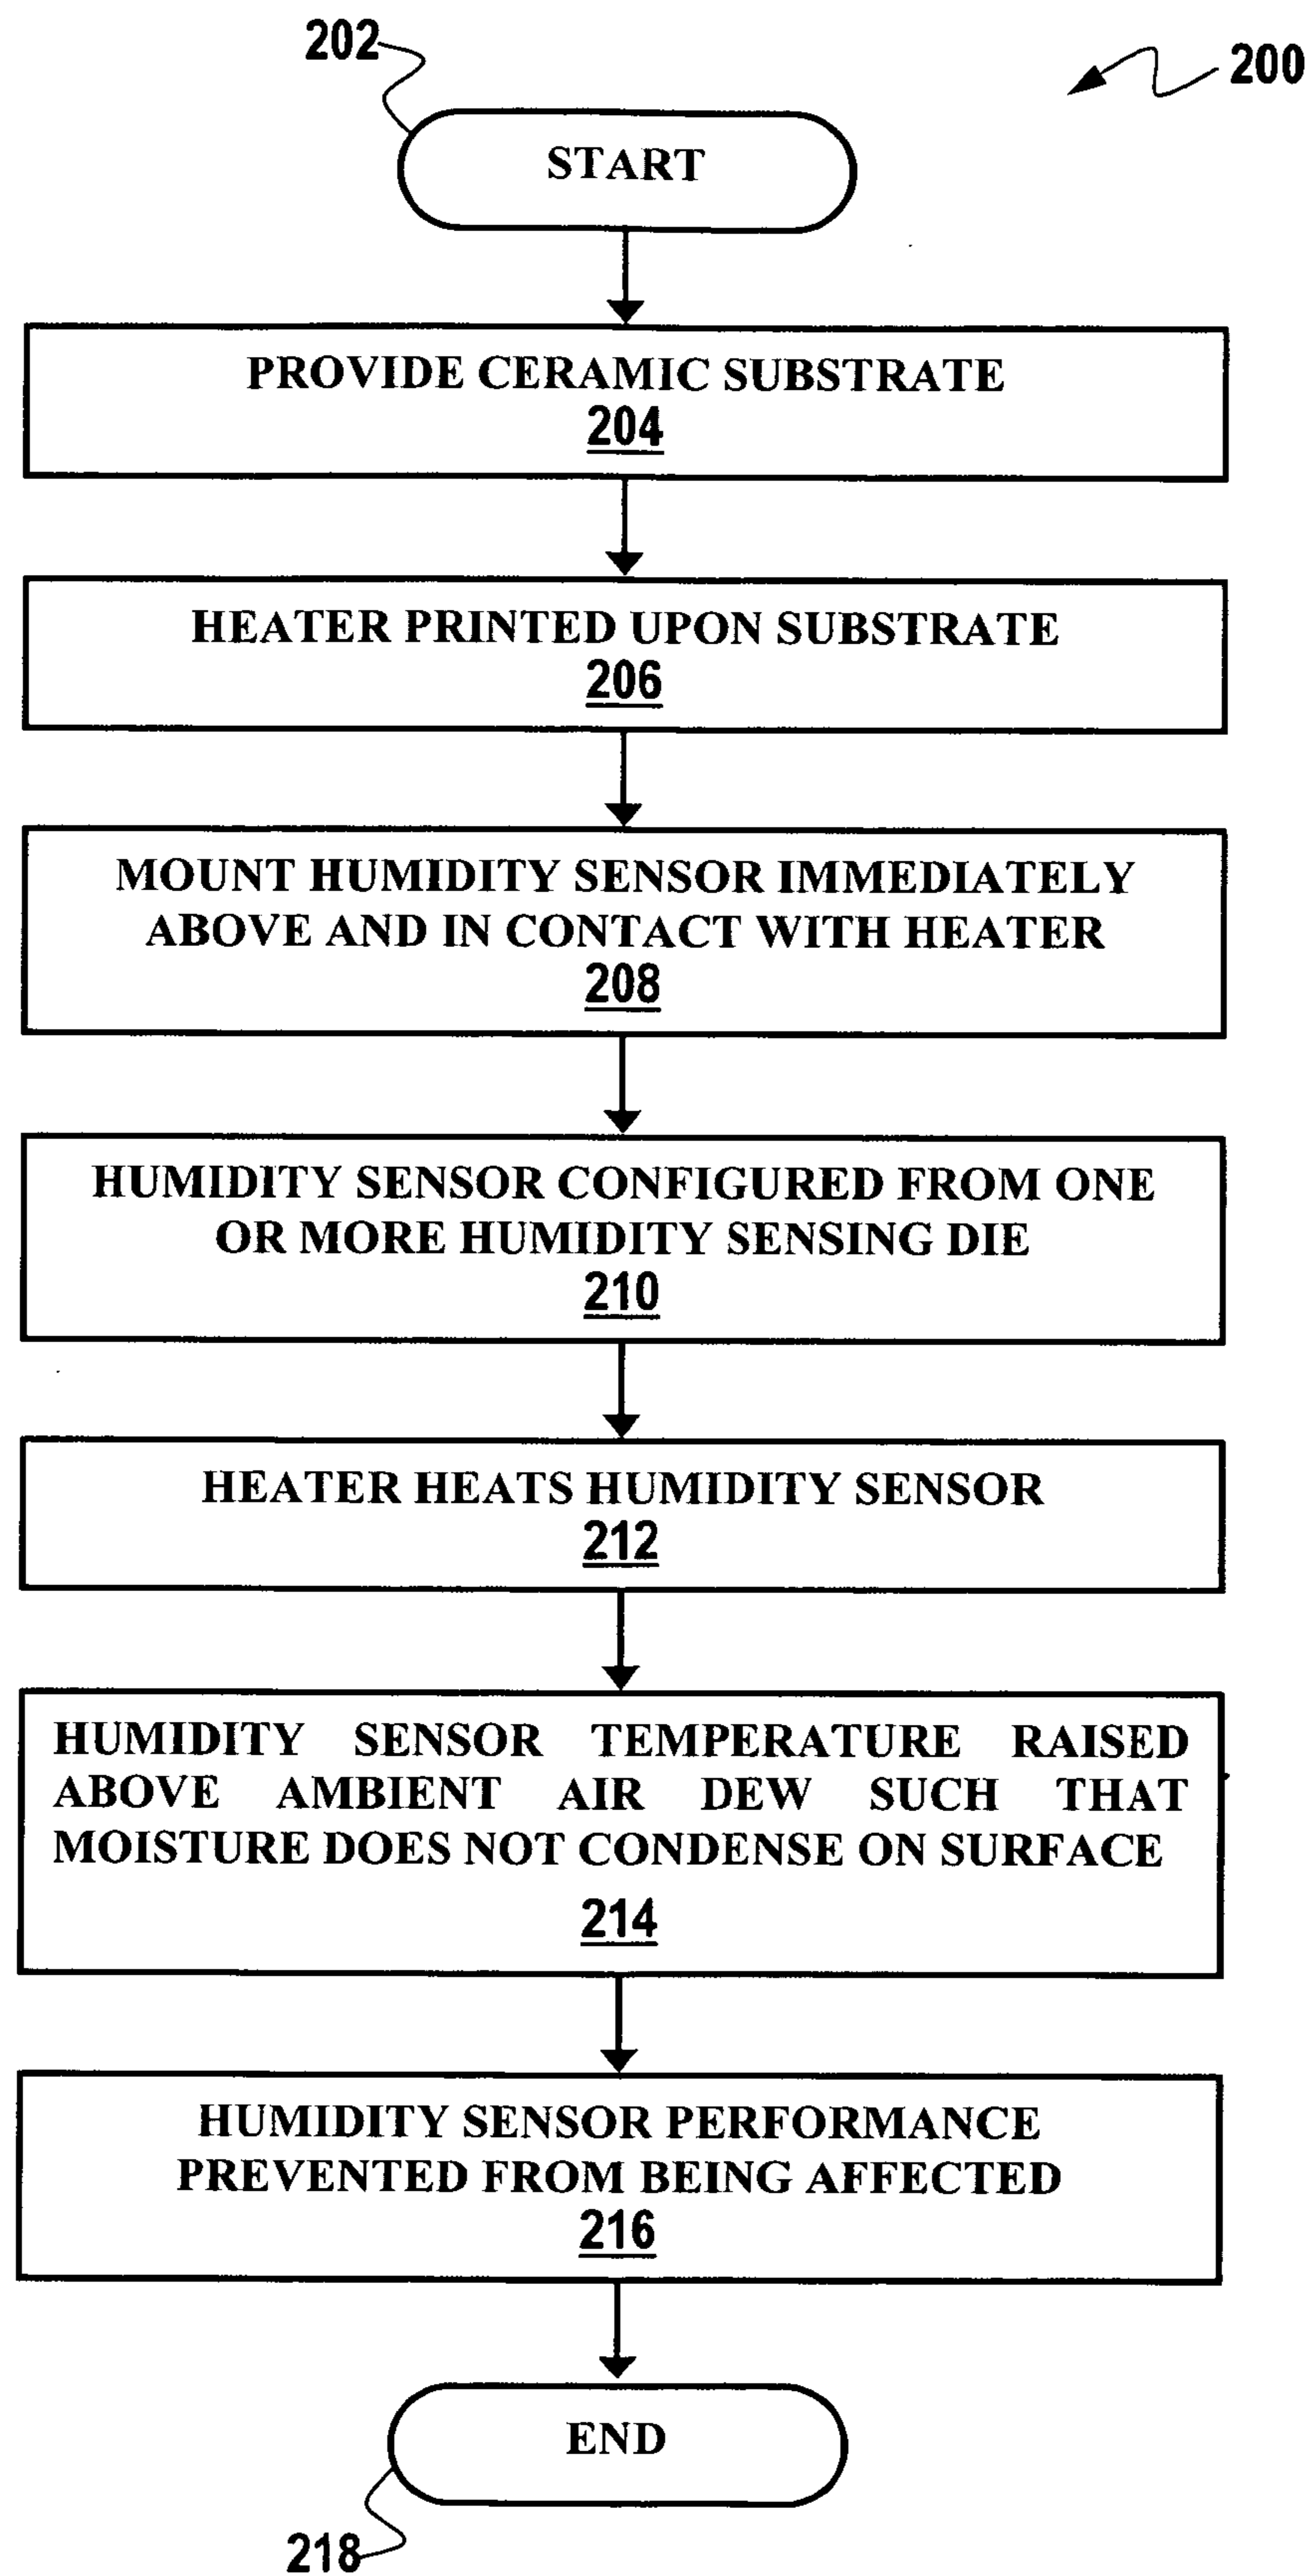 202
200
START
PROVIDE CERAMIC SUBSTRATE
204
HEATER PRINTED UPON SUBSTRATE
206
MOUNT HUMIDITY SENSOR IMMEDIATELY
ABOVE AND IN CONTACT WITH HEATER
208
HUMIDITY SENSOR CONFIGURED FROM ONE
OR MORE HUMIDITY SENSING DIE
210
HEATER HEATS HUMIDITY SENSOR
212
HUMIDITY SENSOR TEMPERATURE RAISED
ABOVE AMBIENT AIR DEW SUCH THAT
MOISTURE DOES NOT CONDENSE ON SURFACE
214
HUMIDITY SENSOR PERFORMANCE
PREVENTED FROM BEING AFFECTED
216
END
218